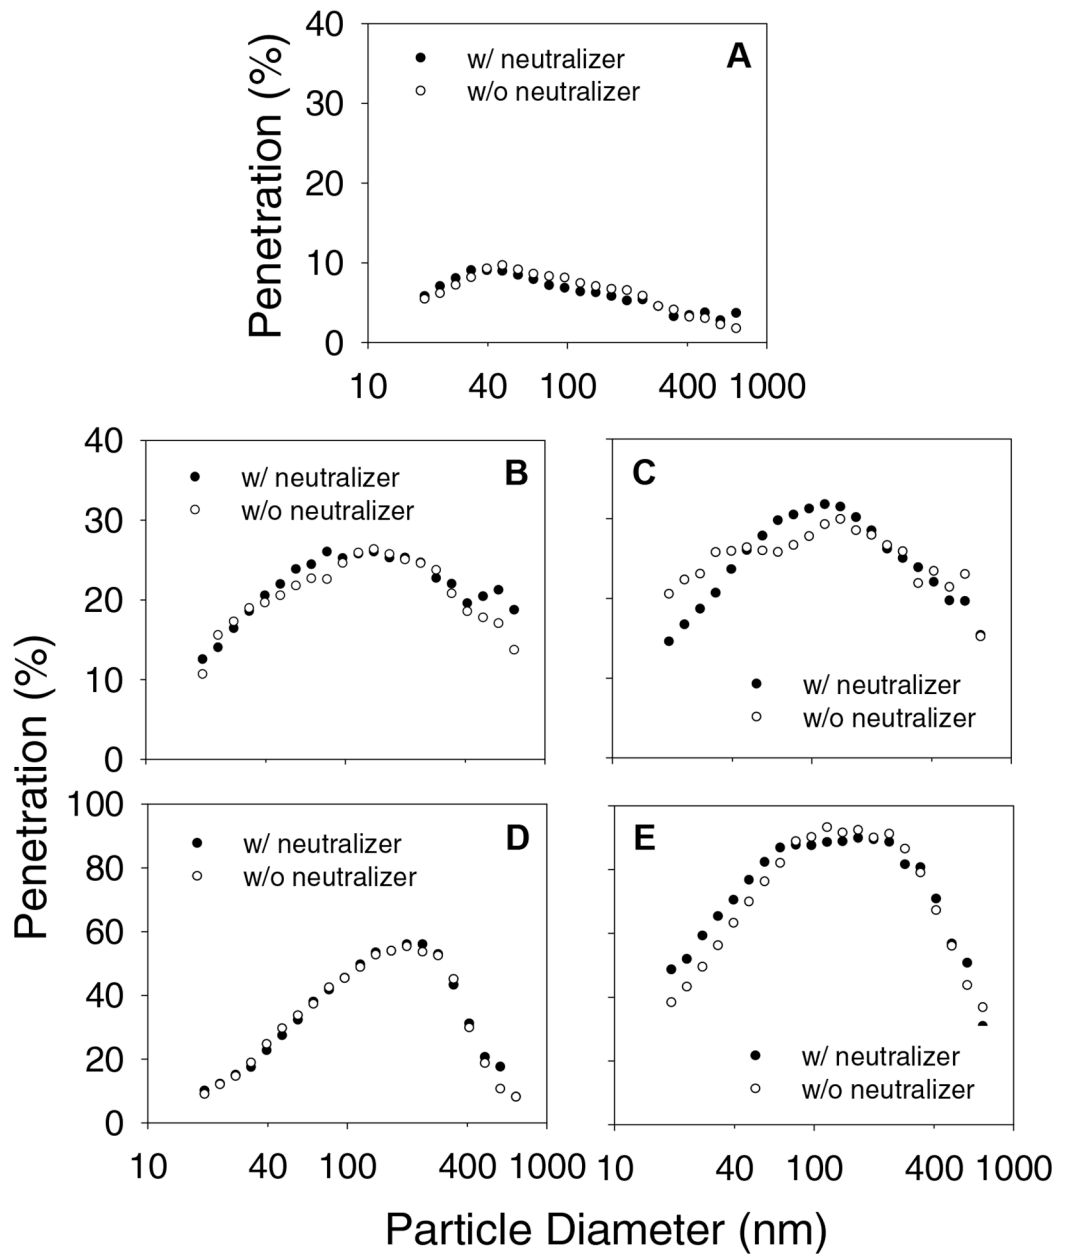 40
A
w/ neutralizer
w/o neutralizer
30
20
10
0
Penetration (%)
10 40 100 400 1000
40
B
w/ neutralizer
w/o neutralizer
30
20
10
0
C
w/ neutralizer
w/o neutralizer
Penetration (%)
100
D
w/ neutralizer
w/o neutralizer
80
60
40
20
0
10 40 100 400 1000
E
w/ neutralizer
w/o neutralizer
10 40 100 400 1000
Particle Diameter (nm)